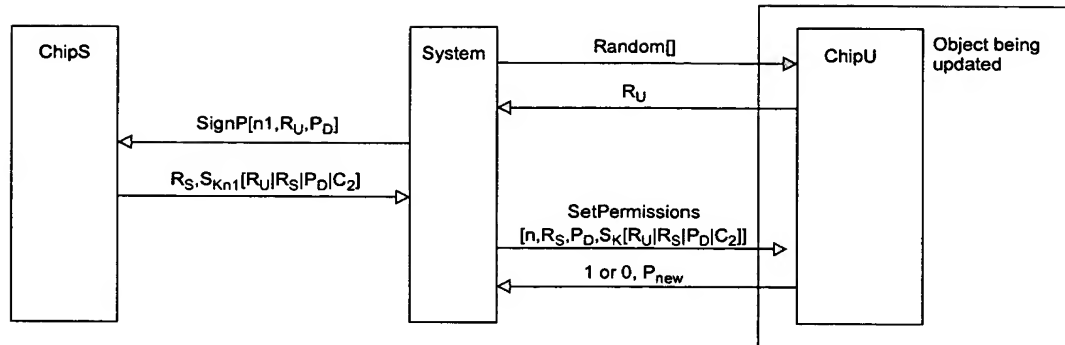 ChipS
System
Random[]
ChipU
Object being
updated
R_U
SignP[n1,R_U,P_D]
R_S,S_Kn1[R_U|R_S|P_D|C_2]
SetPermissions
[n,R_S,P_D,S_K[R_U|R_S|P_D|C_2]]
1 or 0, P_new